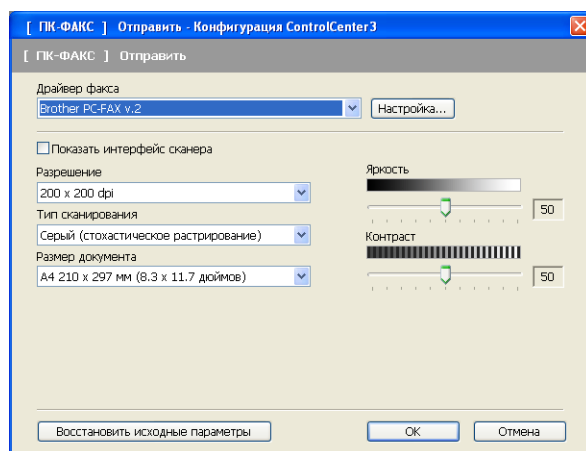 [ ПК-ФАКС ] Отправить - Конфигурация ControlCenter3
[ ПК-ФАКС ] Отправить
Драйвер факса
Brother PC-FAX v.2
Настройка...
Показать интерфейс сканера
Разрешение
200 x 200 dpi
Тип сканирования
Серый (стохастическое растрирование)
Размер документа
A4 210 x 297 мм (8.3 x 11.7 дюймов)
Яркость
50
Контраст
50
Восстановить исходные параметры
OK
Отмена